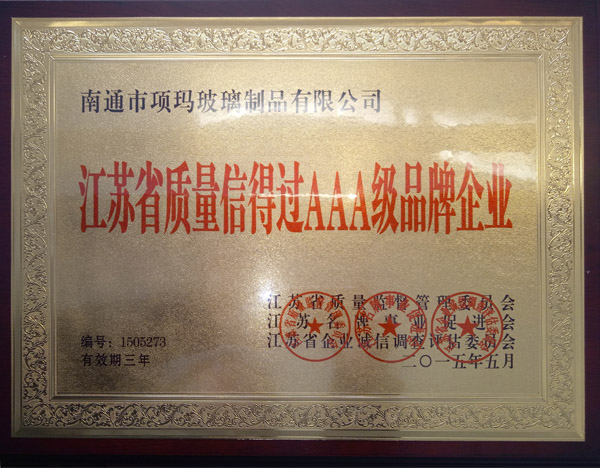 南通市项玛玻璃制品有限公司
江苏省质量信得过AAA级品牌企业
江苏省质量监督管理委员会
江苏名牌事业促进会
江苏省企业诚信调查评估委员会
二〇一五年五月
编号：1505273
有效期三年